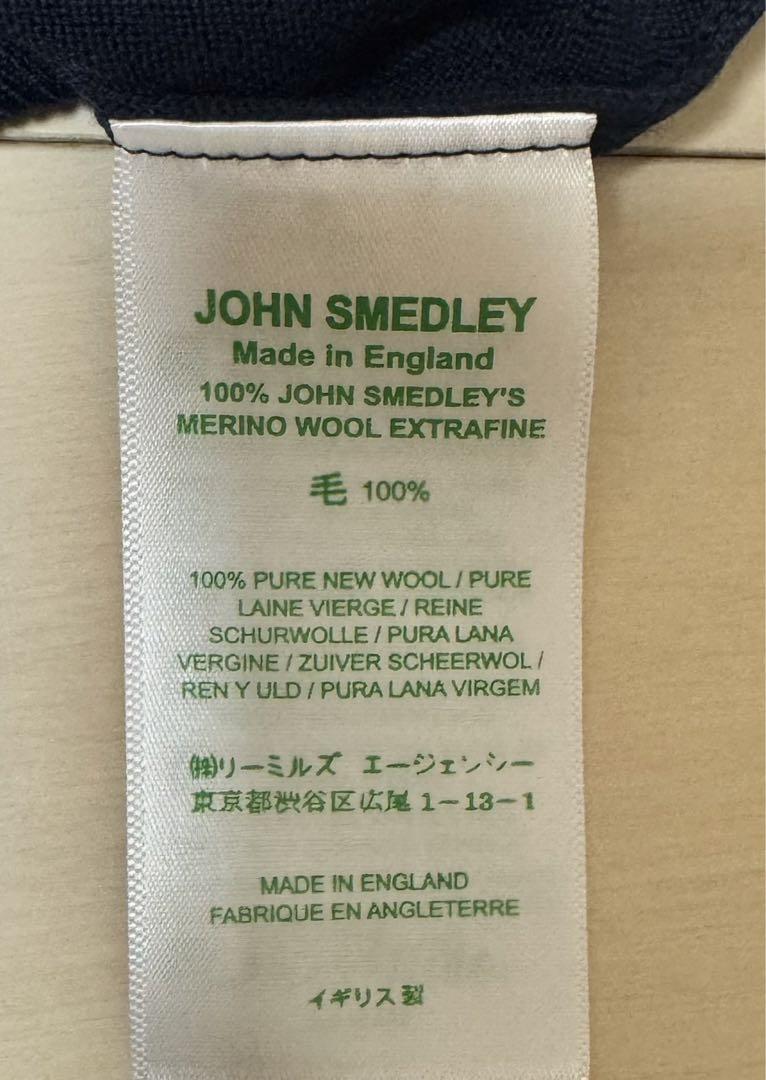 JOHN SMEDLEY
Made in England
100% JOHN SMEDLEY'S
MERINO WOOL EXTRAFINE
毛 100%
100% PURE NEW WOOL / PURE
LAINE VIERGE / REINE
SCHURWOLLE / PURA LANA
VERGINE / ZUIVER SCHEERWOL /
REN Y ULD / PURA LANA VIRGEM
㈱リーミルズ エージェンシー
東京都渋谷区広尾 1-13-1
MADE IN ENGLAND
FABRIQUE EN ANGLETERRE
イギリス製